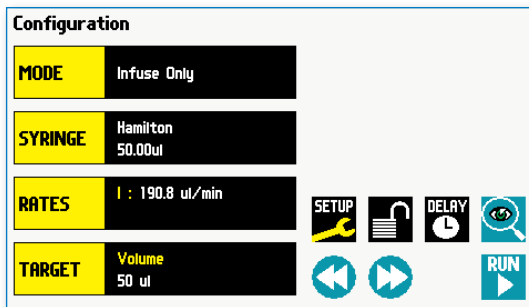 Configuration
MODE
Infuse Only
SYRINGE
Hamilton
50.00ul
RATES
I : 190.8 ul/min
TARGET
Volume
50 ul
SETUP
DELAY
RUN